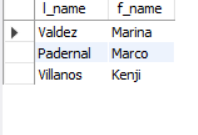 l_name f_name
Valdez Marina
Padernal Marco
Villanos Kenji